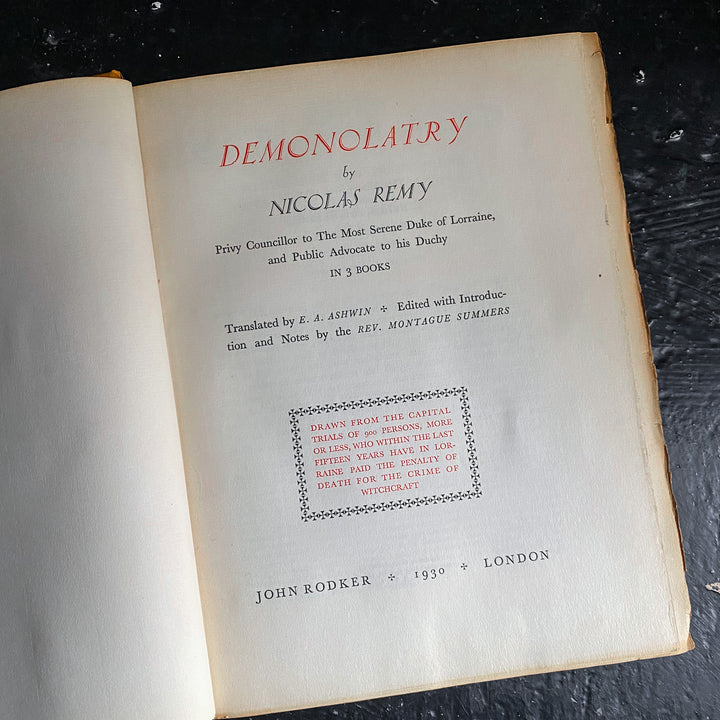 DEMONOLATRY
by
NICOLAS REMY
Privy Councillor to The Most Serene Duke of Lorraine,
and Public Advocate to his Duchy
IN 3 BOOKS
Translated by E. A. ASHWIN ✣ Edited with Introduc-
tion and Notes by the REV. MONTAGUE SUMMERS
DRAWN FROM THE CAPITAL
TRIALS OF 900 PERSONS, MORE
OR LESS, WHO WITHIN THE LAST
FIFTEEN YEARS HAVE IN LOR-
RAINE PAID THE PENALTY OF
DEATH FOR THE CRIME OF
WITCHCRAFT
JOHN RODKER ✣ 1930 ✣ LONDON